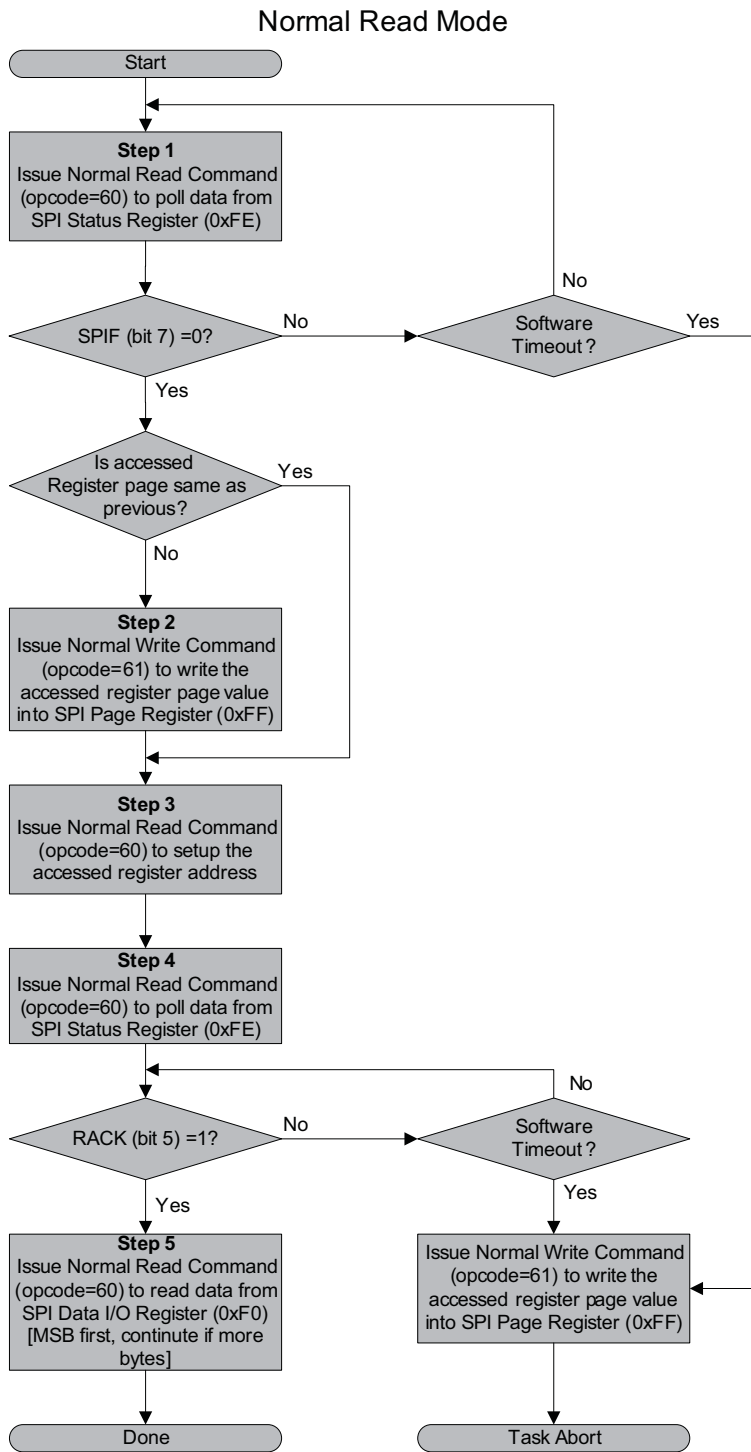 Normal Read Mode
Start
Step 1
Issue Normal Read Command
(opcode=60) to poll data from
SPI Status Register (0xFE)
No
SPIF (bit 7) =0?
No
Software
Timeout?
Yes
Yes
Is accessed
Register page same as
previous?
Yes
No
Step 2
Issue Normal Write Command
(opcode=61) to write the
accessed register page value
into SPI Page Register (0xFF)
Step 3
Issue Normal Read Command
(opcode=60) to setup the
accessed register address
Step 4
Issue Normal Read Command
(opcode=60) to poll data from
SPI Status Register (0xFE)
No
RACK (bit 5) =1?
No
Software
Timeout?
Yes
Yes
Step 5
Issue Normal Read Command
(opcode=60) to read data from
SPI Data I/O Register (0xF0)
[MSB first, continute if more
bytes]
Issue Normal Write Command
(opcode=61) to write the
accessed register page value
into SPI Page Register (0xFF)
Done
Task Abort